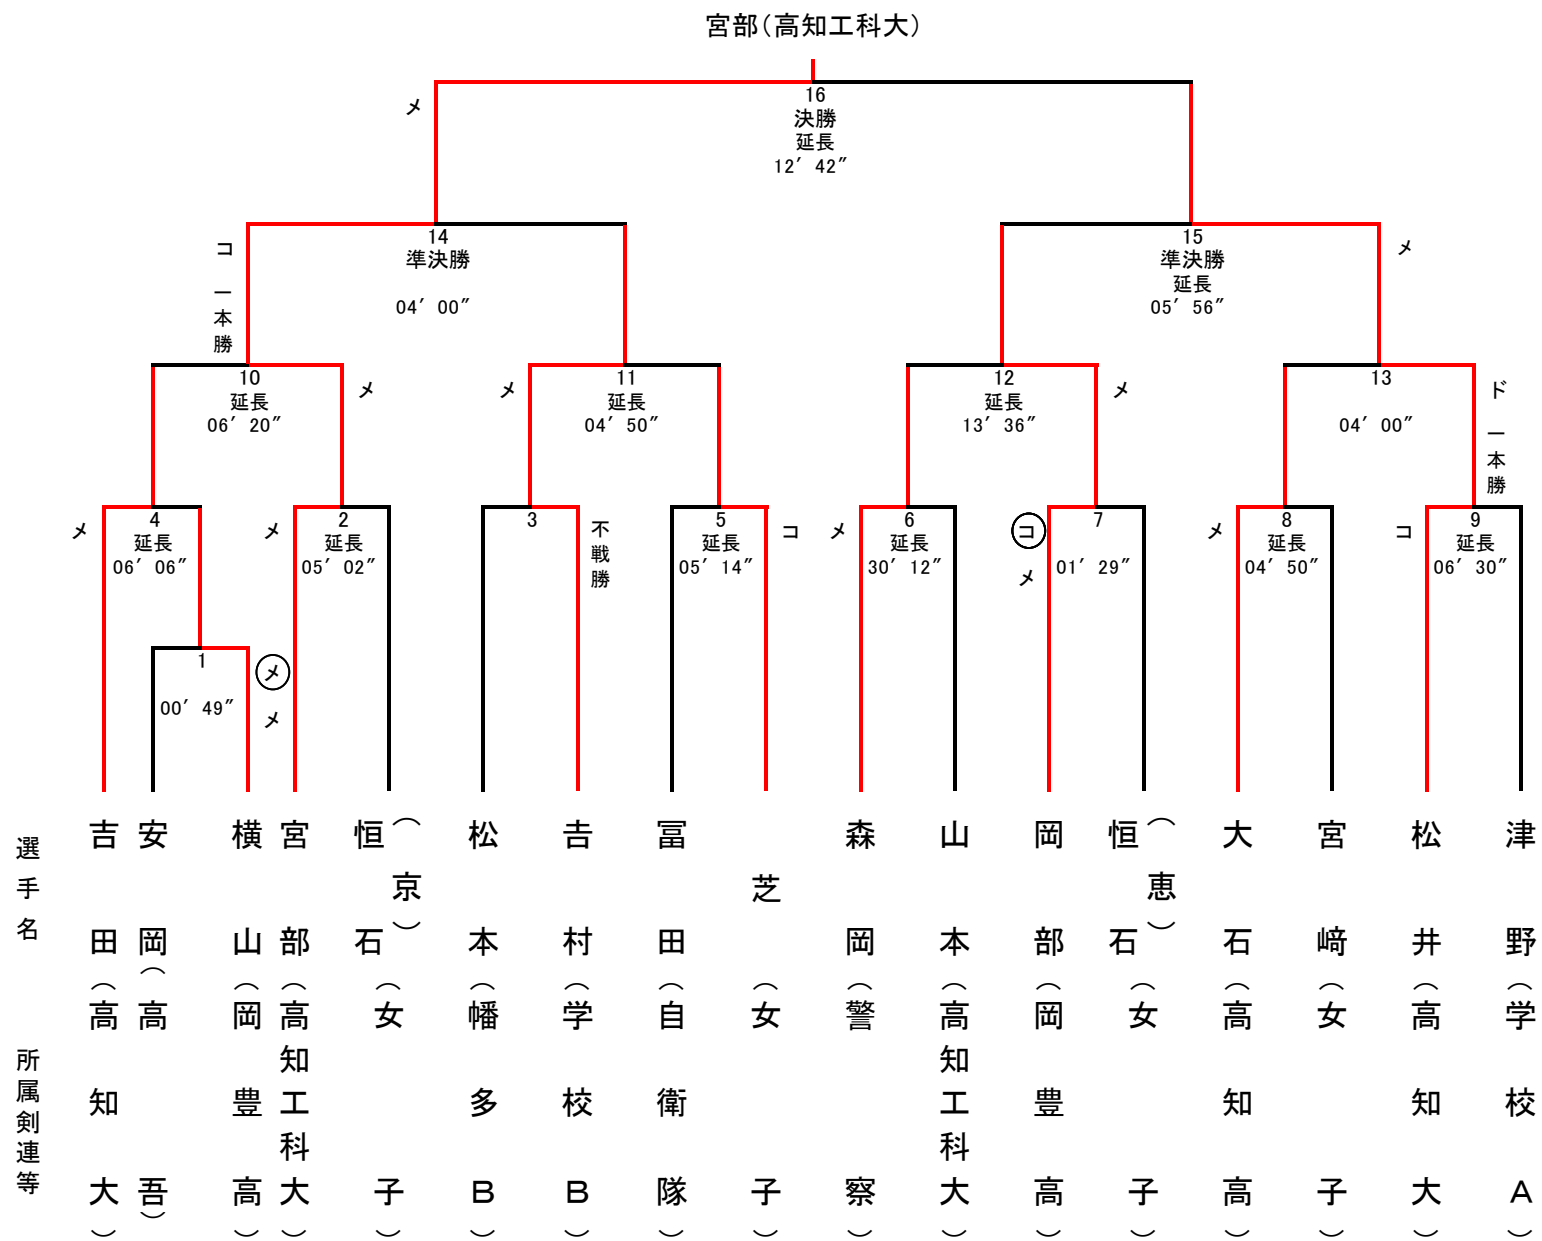 宮部(高知工科大)
メ
16
決勝
延長
12′ 42″
コ 一本勝
14
準決勝
04′ 00″
15
準決勝
延長
05′ 56″
メ
10
延長
06′ 20″
メ
メ
11
延長
04′ 50″
12
延長
13′ 36″
メ
13
04′ 00″
ド 一本勝
メ
4
延長
06′ 06″
メ
2
延長
05′ 02″
3
不戦勝
5
延長
05′ 14″
コ
メ
6
延長
30′ 12″
コ
メ
7
01′ 29″
メ
8
延長
04′ 50″
コ
9
延長
06′ 30″
1
00′ 49″
メ
メ
選手名
所属剣連等
吉田(高知大)
安岡(高吾)
横山(岡豊高)
宮部(高知工科大)
恒石(京)(女子)
松本(幡多B)
𠮷村(学校B)
冨田(自衛隊)
芝(女子)
森岡(警察)
山本(高知工科大)
岡部(岡豊高)
恒石(恵)(女子)
大石(高知高)
宮﨑(女子)
松井(高知大)
津野(学校A)